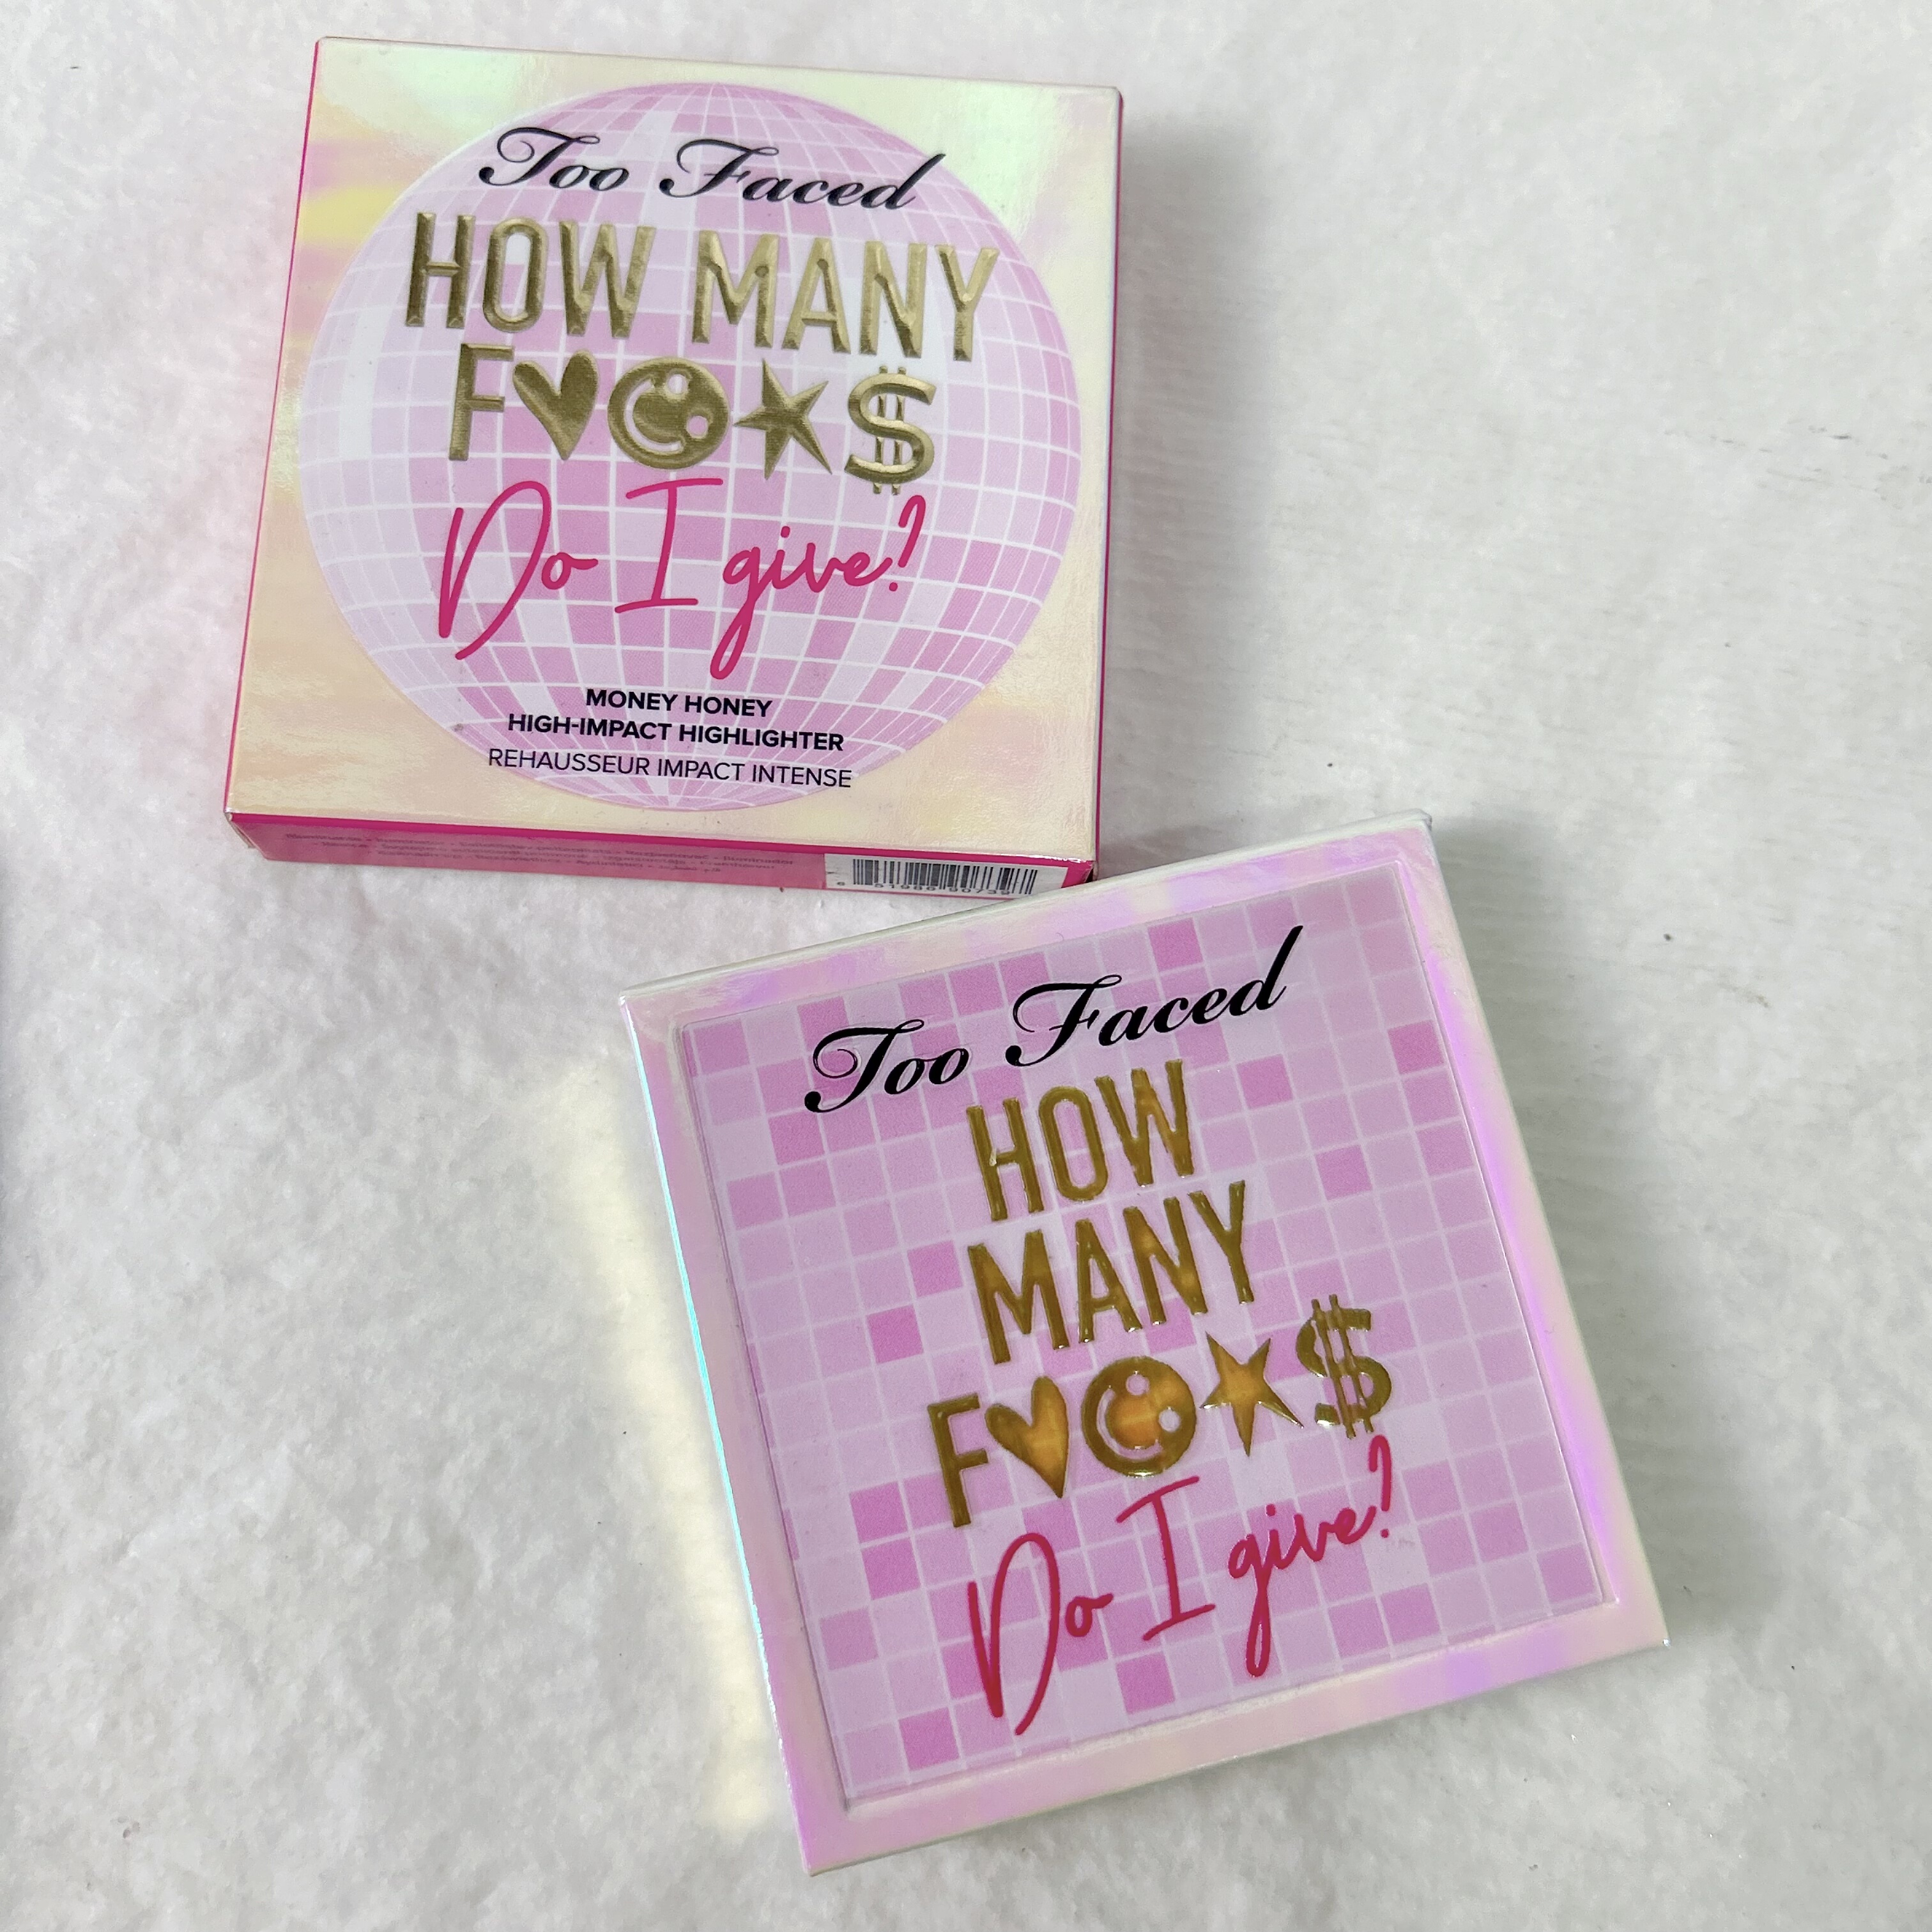 Too Faced
HOW MANY
F♥☻★$
Do I give?
MONEY HONEY
HIGH-IMPACT HIGHLIGHTER
REHAUSSEUR IMPACT INTENSE
Too Faced
HOW
MANY
F♥☻★$
Do I give?